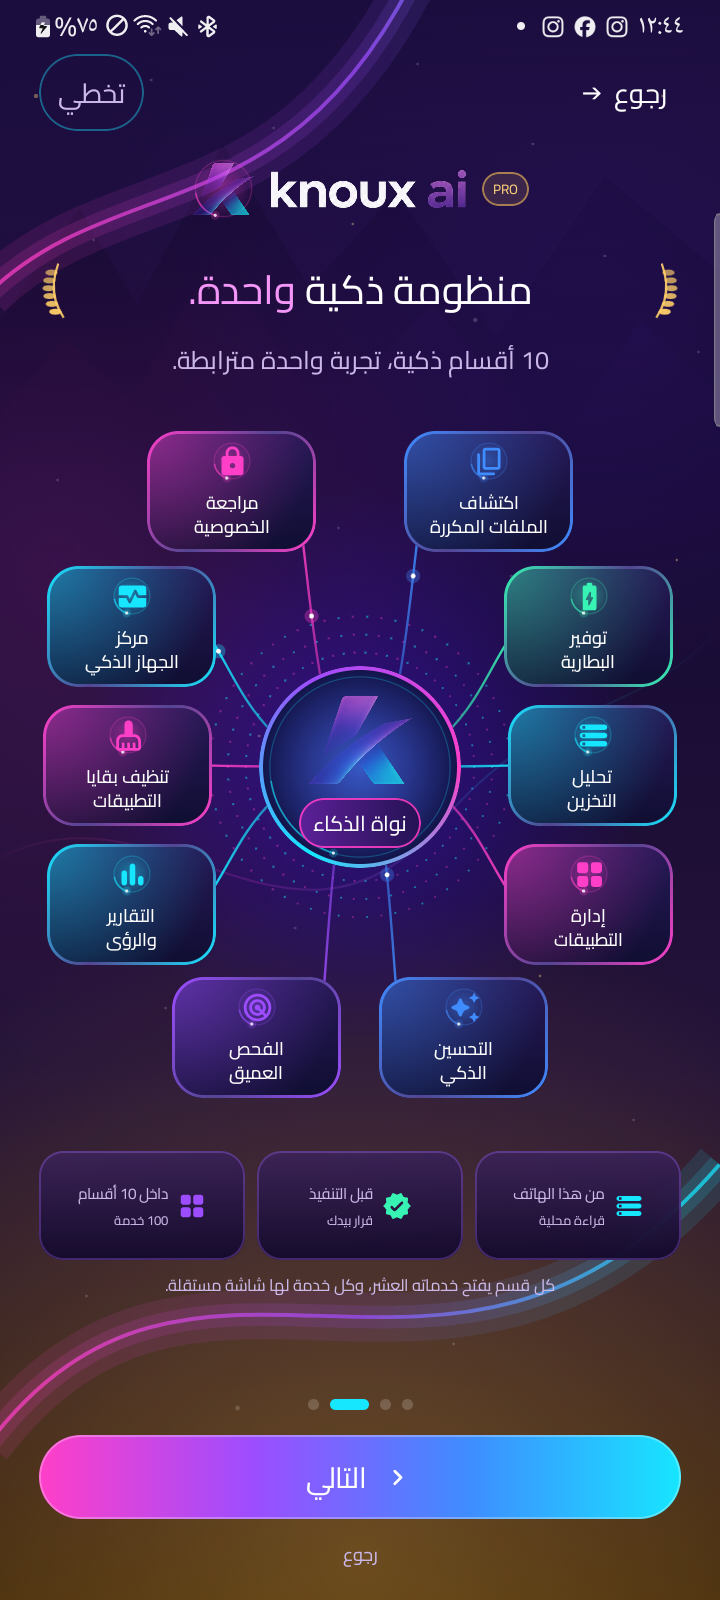 ١٢:٤٤
%٧٥
رجوع
تخطي
knoux ai PRO
منظومة ذكية واحدة.
10 أقسام ذكية، تجربة واحدة مترابطة.
اكتشاف
الملفات المكررة
مراجعة
الخصوصية
توفير
البطارية
مركز
الجهاز الذكي
تحليل
التخزين
تنظيف بقايا
التطبيقات
نواة الذكاء
إدارة
التطبيقات
التقارير
والرؤى
التحسين
الذكي
الفحص
العميق
من هذا الهاتف
قراءة محلية
قبل التنفيذ
قرار بيدك
داخل 10 أقسام
100 خدمة
كل قسم يفتح خدماته العشر، وكل خدمة لها شاشة مستقلة.
التالي
رجوع